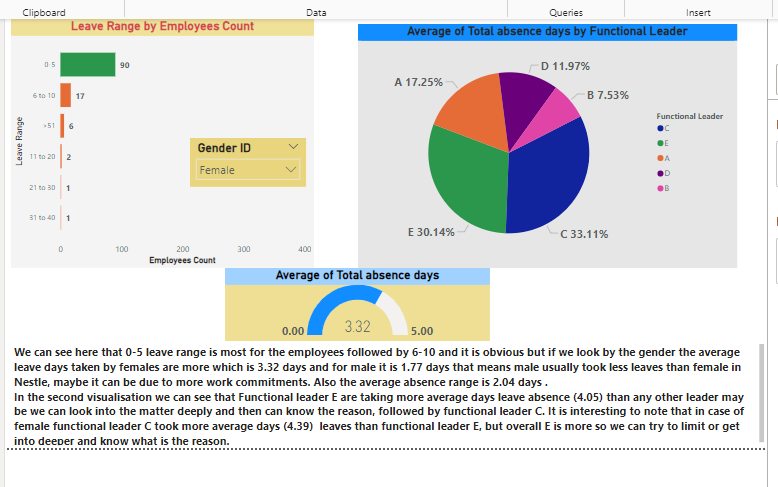 Clipboard
Data
Queries
Insert
Leave Range by Employees Count
Leave Range
0-5
90
6 to 10
17
>51
6
11 to 20
2
21 to 30
1
31 to 40
1
0
100
200
300
400
Employees Count
Gender ID
Female
Average of Total absence days by Functional Leader
D 11.97%
A 17.25%
B 7.53%
E 30.14%
C 33.11%
Functional Leader
C
E
A
D
B
Average of Total absence days
0.00
3.32
5.00
We can see here that 0-5 leave range is most for the employees followed by 6-10 and it is obvious but if we look by the gender the average
leave days taken by females are more which is 3.32 days and for male it is 1.77 days that means male usually took less leaves than female in
Nestle, maybe it can be due to more work commitments. Also the average absence range is 2.04 days .
In the second visualisation we can see that Functional leader E are taking more average days leave absence (4.05) than any other leader may
be we can look into the matter deeply and then can know the reason, followed by functional leader C. It is interesting to note that in case of
female functional leader C took more average days (4.39) leaves than functional leader E, but overall E is more so we can try to limit or get
into deeper and know what is the reason.